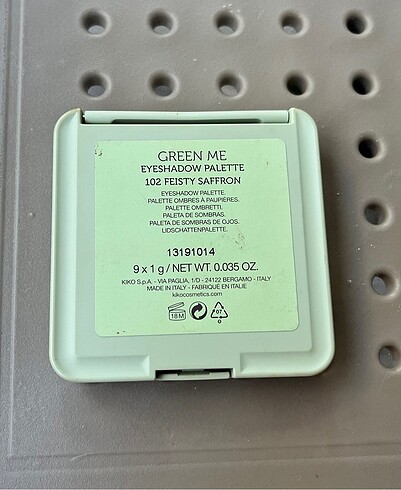 GREEN ME
EYESHADOW PALETTE
102 FEISTY SAFFRON
EYESHADOW PALETTE.
PALETTE OMBRES À PAUPIÈRES.
PALETTE OMBRETTI.
PALETA DE SOMBRAS.
PALETA DE SOMBRAS DE OJOS.
LIDSCHATTENPALETTE.
13191014
9 x 1 g / NET WT. 0.035 OZ.
KIKO S.p.A. - VIA PAGLIA, 1/D - 24122 BERGAMO - ITALY
MADE IN ITALY - FABRIQUÉ EN ITALIE
kikocosmetics.com
18M 07